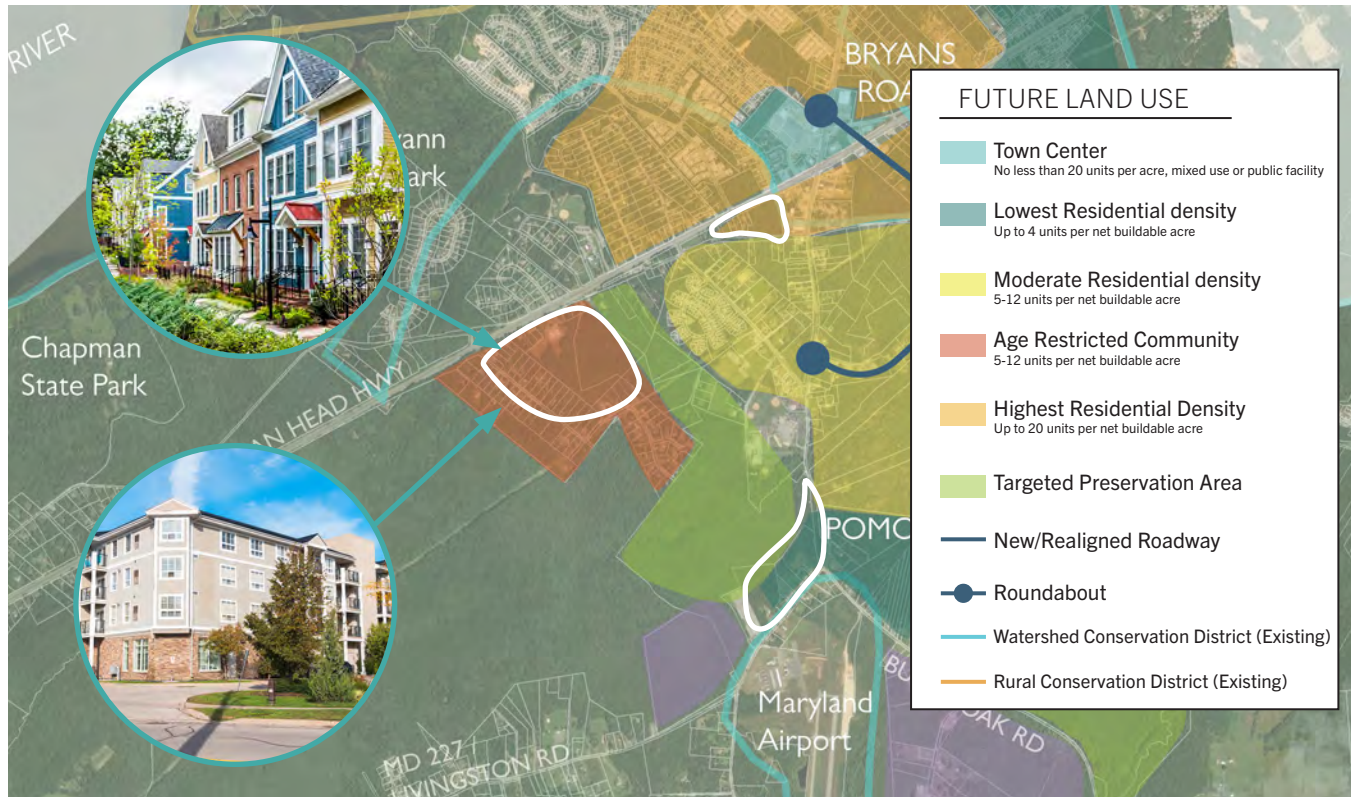 RIVER
BRYANS
FUTURE LAND USE
Town Center
No less than 20 units per acre, mixed use or public facility
Lowest Residential density
Up to 4 units per net buildable acre
Moderate Residential density
5-12 units per net buildable acre
Age Restricted Community
5-12 units per net buildable acre
Highest Residential Density
Up to 20 units per net buildable acre
Targeted Preservation Area
New/Realigned Roadway
Roundabout
Watershed Conservation District (Existing)
Rural Conservation District (Existing)
Chapman
State Park
HEAD HWY
Maryland
Airport
OAK RD
MD 227 /
LIVINGSTON RD